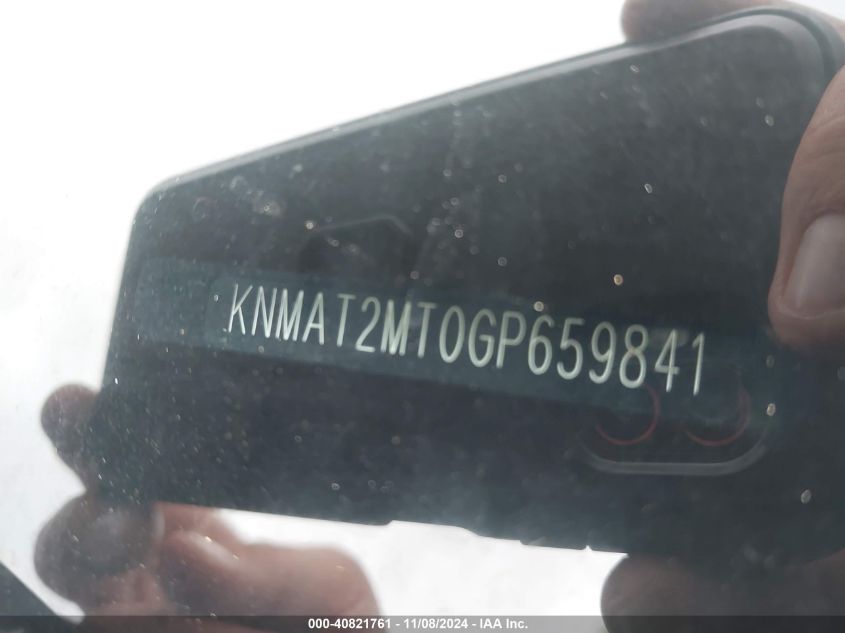 KNMAT2MT0GP659841
000-40821761 - 11/08/2024 - IAA Inc.